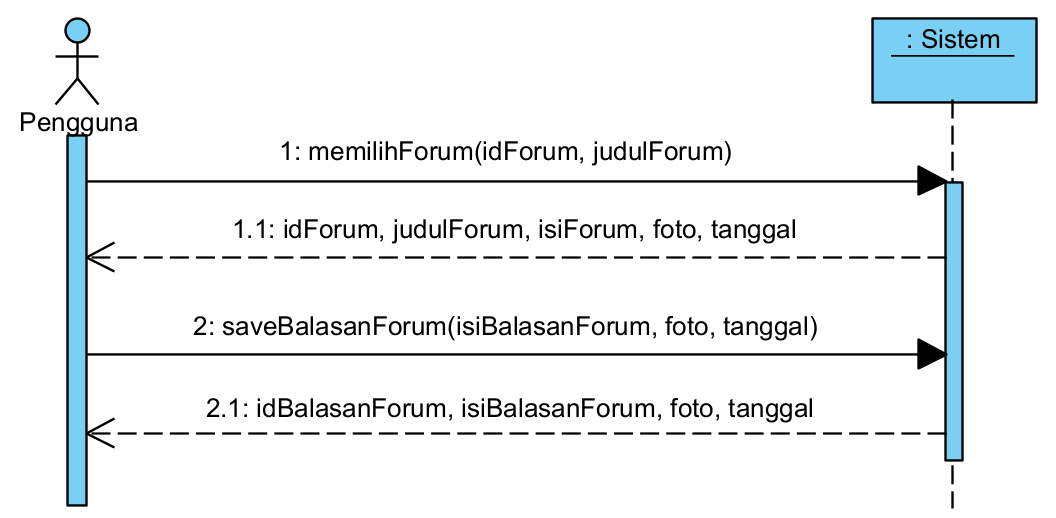 : Sistem
Pengguna
1: memilihForum(idForum, judulForum)
1.1: idForum, judulForum, isiForum, foto, tanggal
2: saveBalasanForum(isiBalasanForum, foto, tanggal)
2.1: idBalasanForum, isiBalasanForum, foto, tanggal